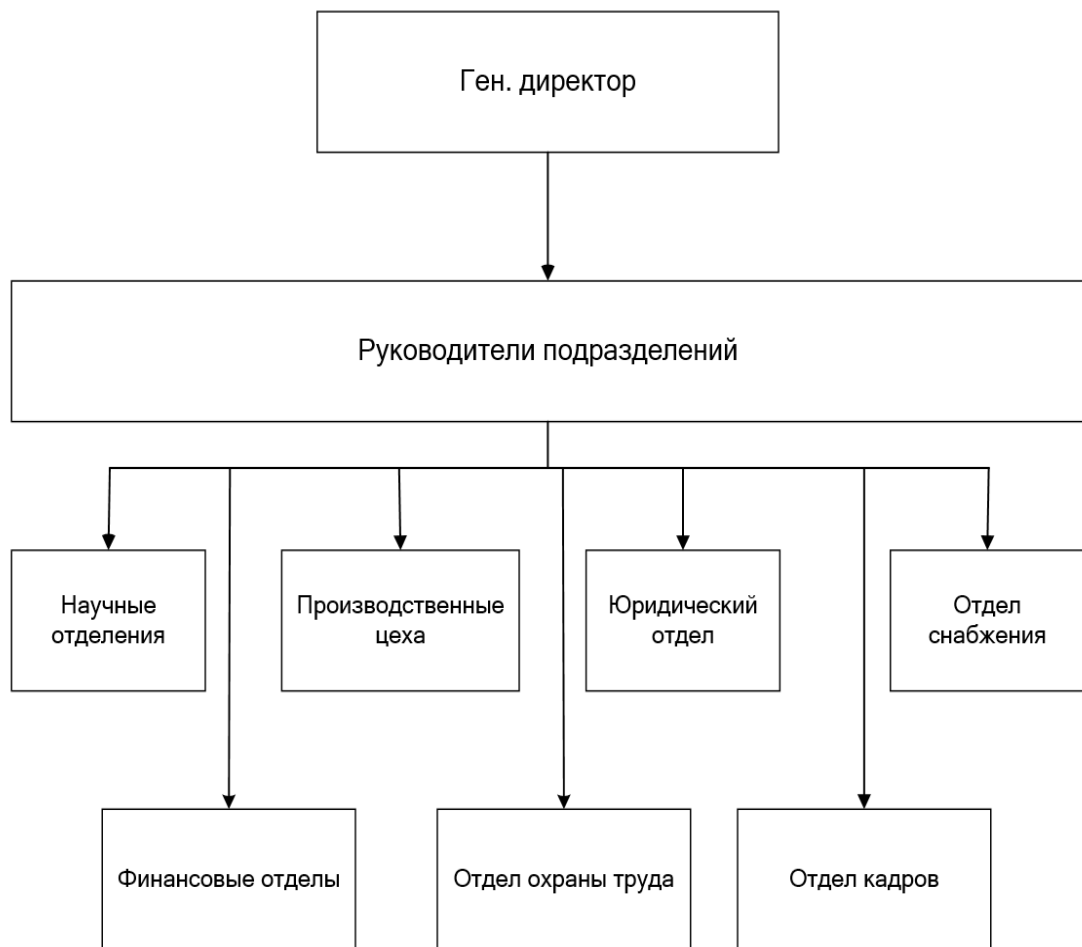 Ген. директор
Руководители подразделений
Научные
отделения
Производственные
цеха
Юридический
отдел
Отдел
снабжения
Финансовые отделы
Отдел охраны труда
Отдел кадров